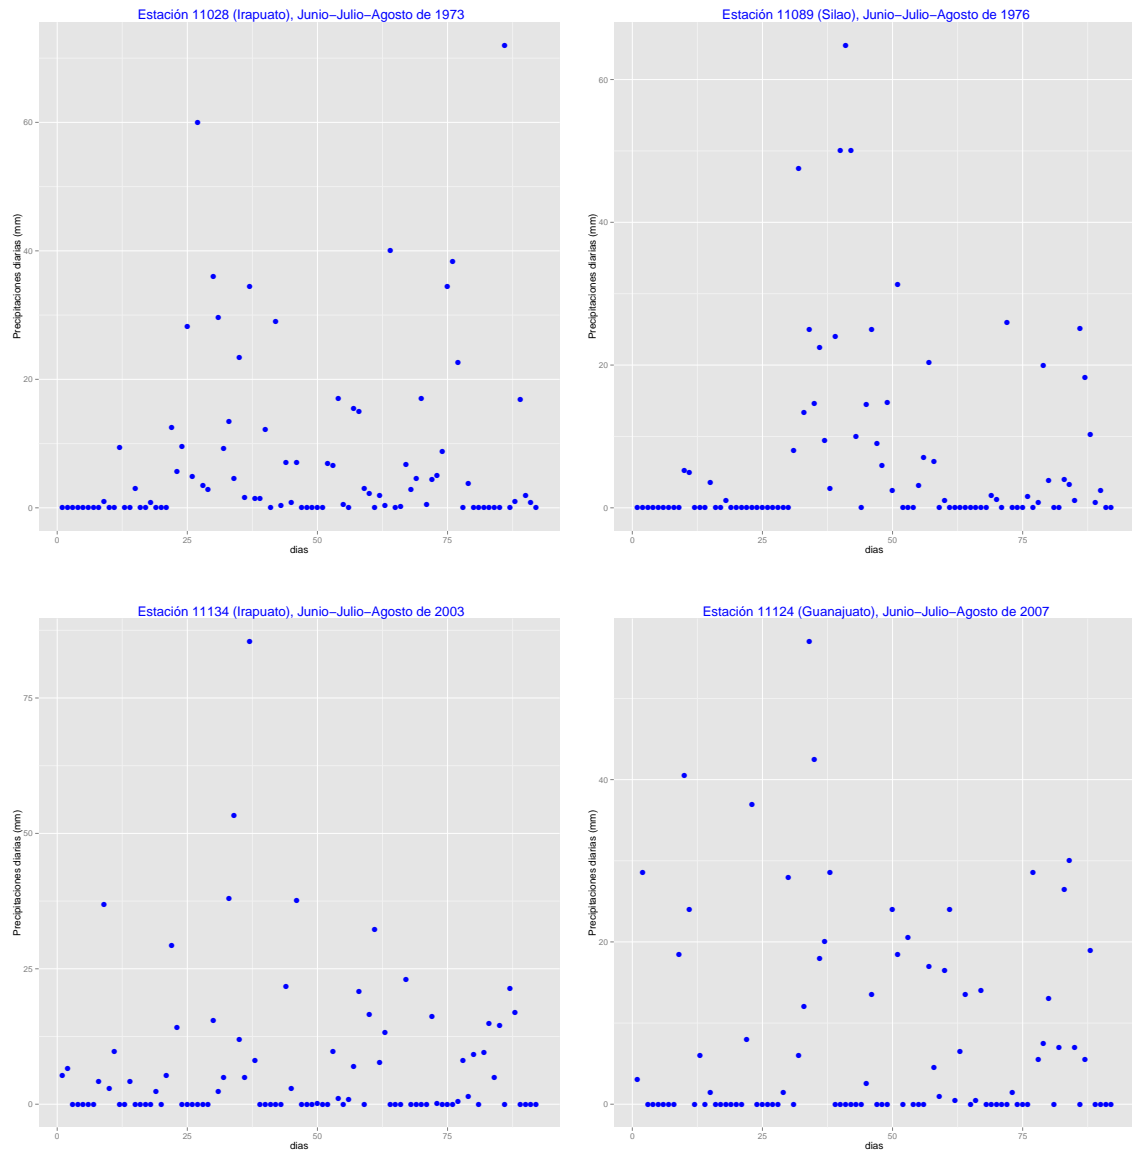 Estación 11028 (Irapuato), Junio−Julio−Agosto de 1973
Precipitaciones diarias (mm)
60
40
20
0
0
25
50
75
dias
Estación 11089 (Silao), Junio−Julio−Agosto de 1976
Precipitaciones diarias (mm)
60
40
20
0
0
25
50
75
dias
Estación 11134 (Irapuato), Junio−Julio−Agosto de 2003
Precipitaciones diarias (mm)
75
50
25
0
0
25
50
75
dias
Estación 11124 (Guanajuato), Junio−Julio−Agosto de 2007
Precipitaciones diarias (mm)
40
20
0
0
25
50
75
dias